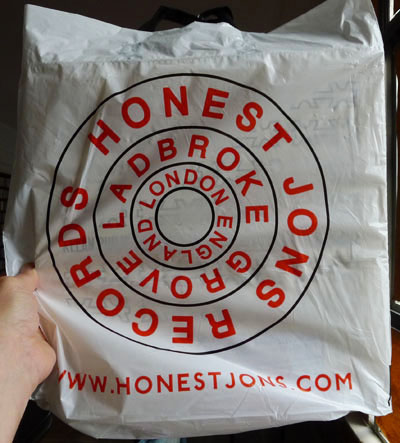 HONEST JONS RECORDS
LADBROKE GROVE
LONDON ENGLAND
WWW.HONESTJONS.COM